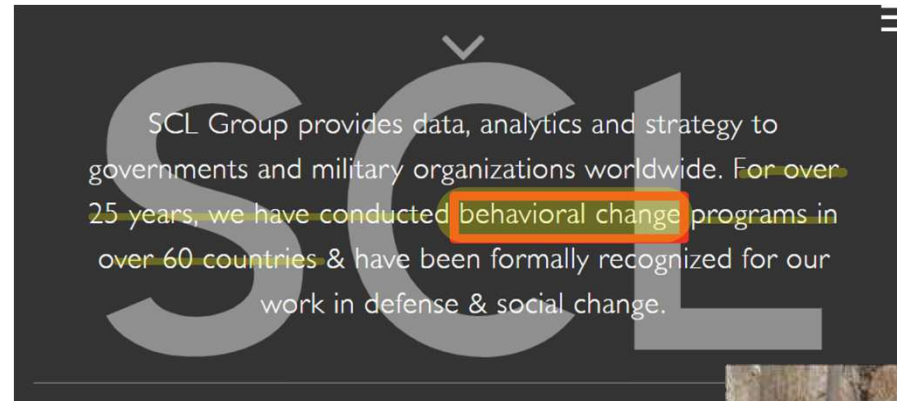 SCL
SCL Group provides data, analytics and strategy to
governments and military organizations worldwide. For over
25 years, we have conducted behavioral change programs in
over 60 countries & have been formally recognized for our
work in defense & social change.